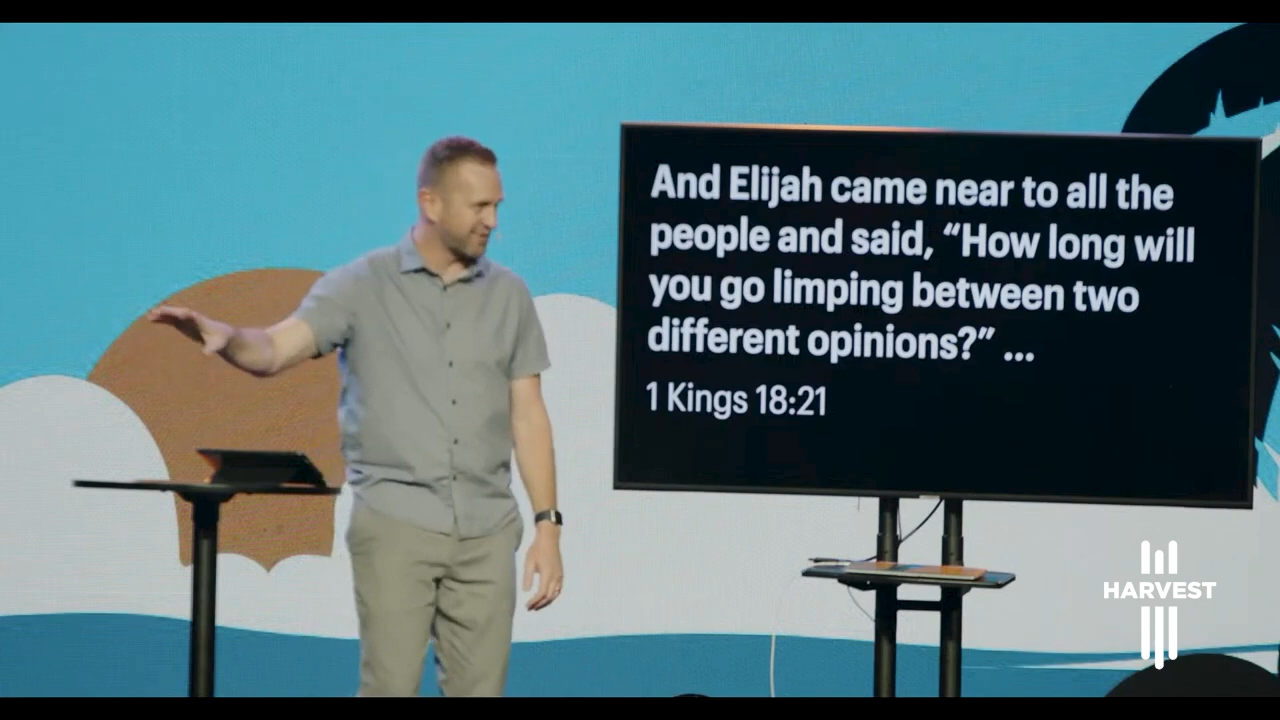 And Elijah came near to all the
people and said, “How long will
you go limping between two
different opinions?” ...
1 Kings 18:21
HARVEST